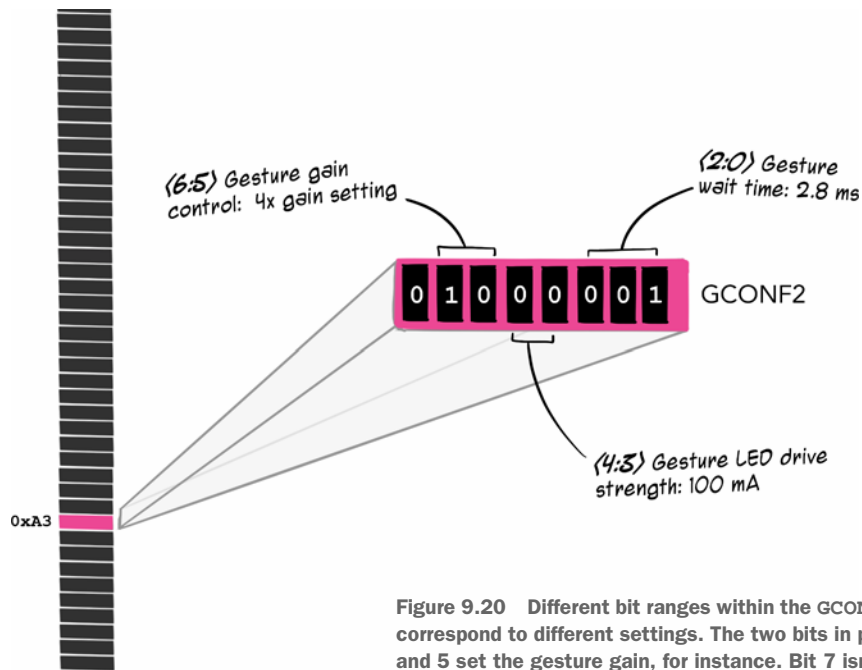 ⟨6:5⟩ Gesture gain
control: 4x gain setting
⟨2:0⟩ Gesture
wait time: 2.8 ms
0 1 0 0 0 0 0 1
GCONF2
⟨4:3⟩ Gesture LED drive
strength: 100 mA
0xA3
Figure 9.20 Different bit ranges within the GCON
correspond to different settings. The two bits in p
and 5 set the gesture gain, for instance. Bit 7 isn